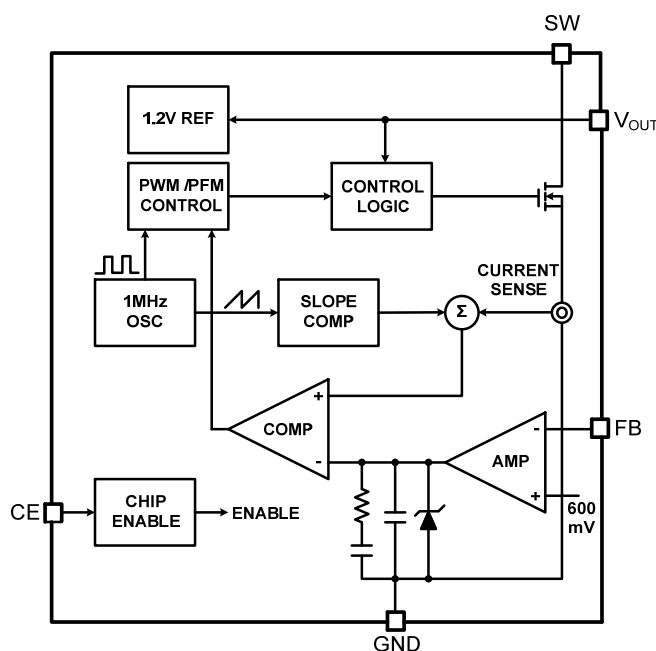 SW
1.2V REF
VOUT
PWM /PFM
CONTROL
CONTROL
LOGIC
CURRENT
SENSE
1MHz
OSC
SLOPE
COMP
Σ
+
COMP
-
-
FB
AMP
+
600
mV
CE
CHIP
ENABLE
ENABLE
GND